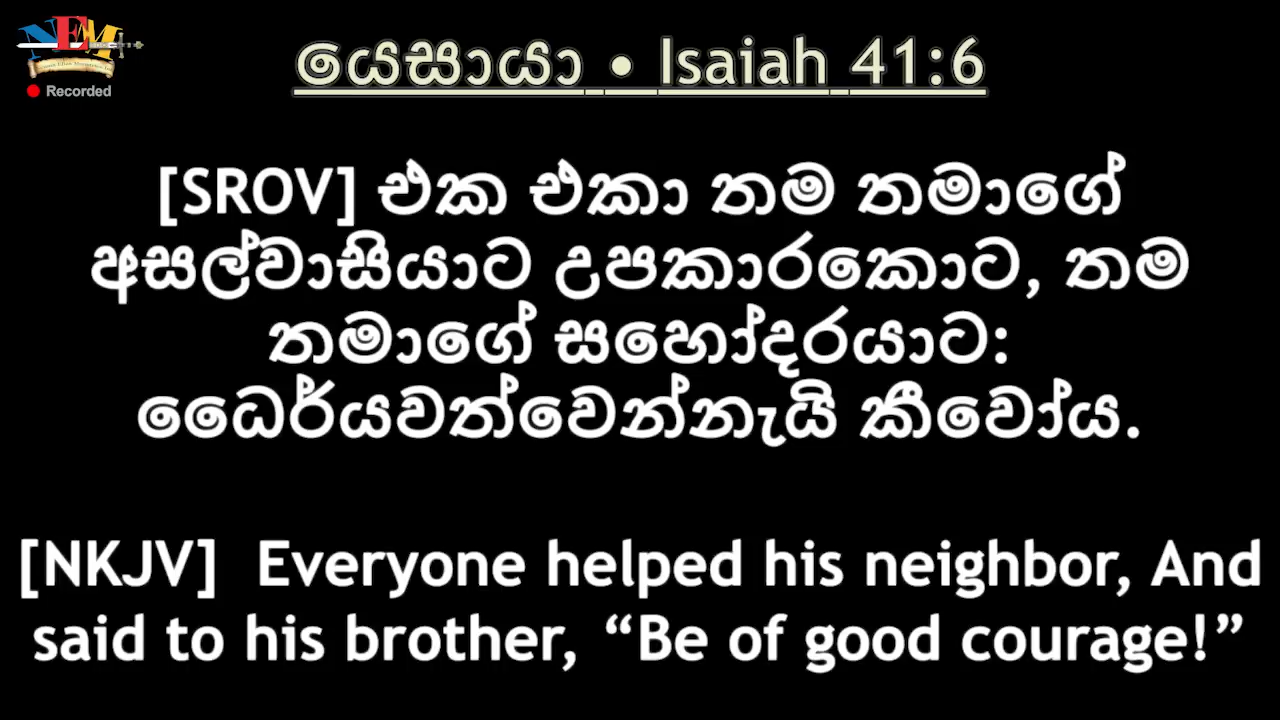 NEM
Recorded
යෙසායා • Isaiah 41:6
[SROV] එක එකා තම තමාගේ
අසල්වාසියාට උපකාරකොට, තම
තමාගේ සහෝදරයාට:
ධෛර්යවත්වෙන්නැයි කීවෝය.
[NKJV]  Everyone helped his neighbor, And
said to his brother, “Be of good courage!”